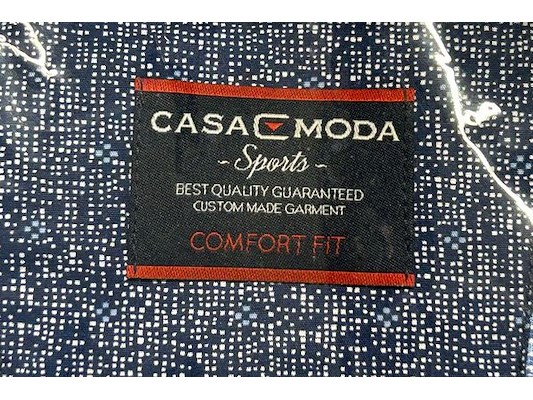 CASA MODA
~ Sports ~
BEST QUALITY GUARANTEED
CUSTOM MADE GARMENT
COMFORT FIT